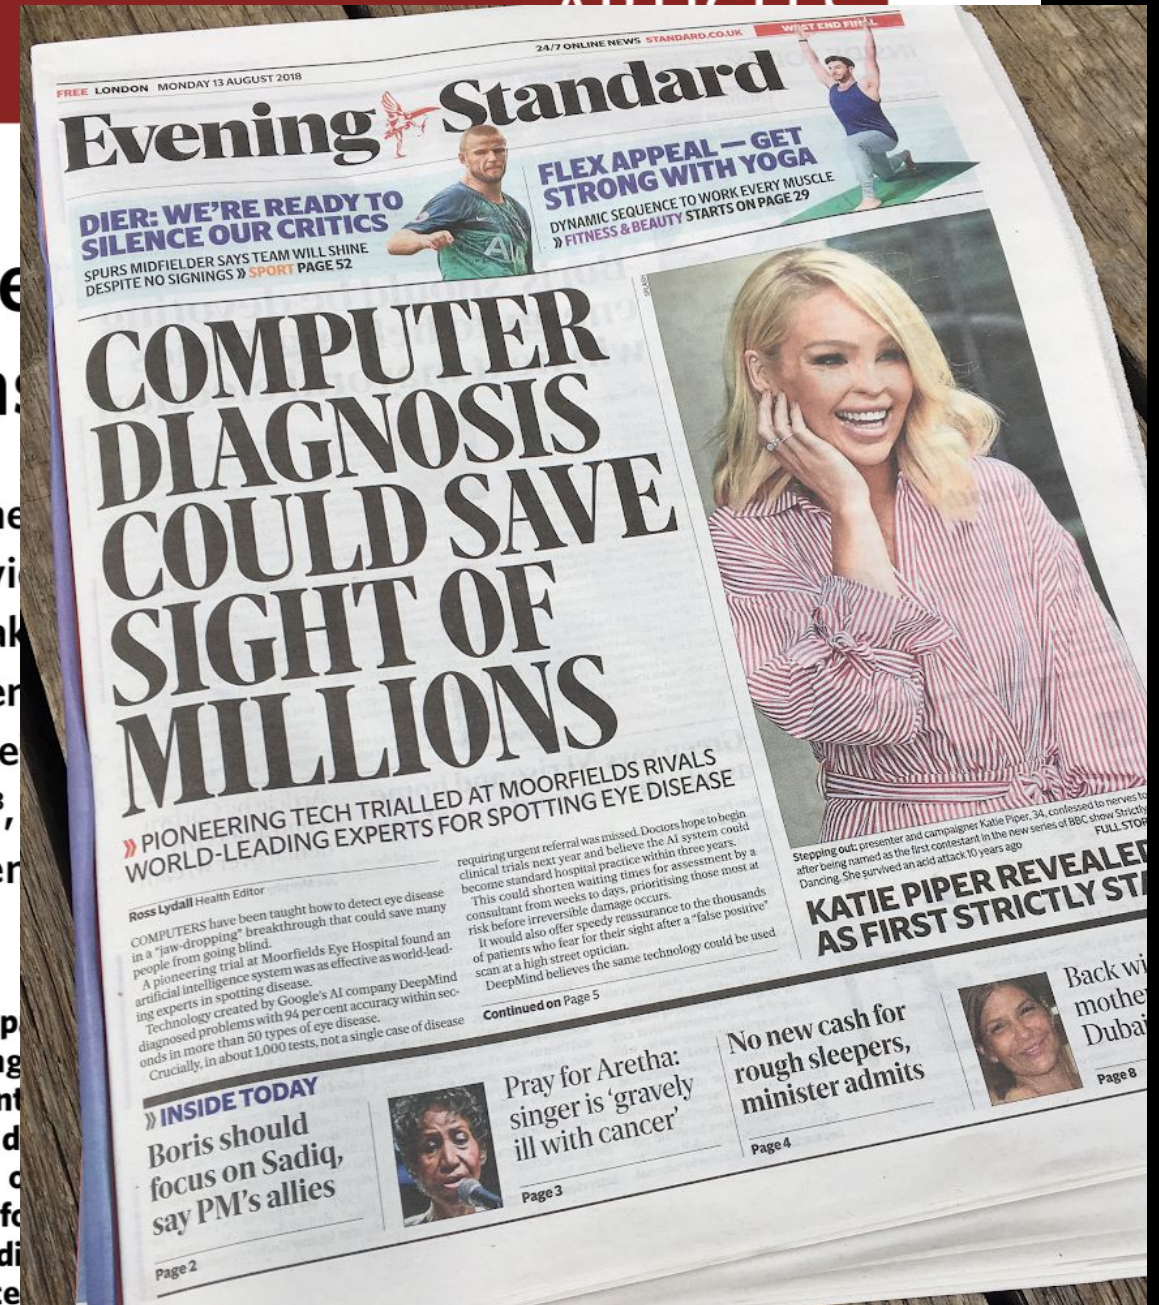 24/7 ONLINE NEWS STANDARD.CO.UK
WEST END FINAL
FREE LONDON MONDAY 13 AUGUST 2018
Evening Standard
DIER: WE'RE READY TO
SILENCE OUR CRITICS
SPURS MIDFIELDER SAYS TEAM WILL SHINE
DESPITE NO SIGNINGS » SPORT PAGE 52
FLEX APPEAL — GET
STRONG WITH YOGA
DYNAMIC SEQUENCE TO WORK EVERY MUSCLE
» FITNESS & BEAUTY STARTS ON PAGE 29
COMPUTER
DIAGNOSIS
COULD SAVE
SIGHT OF
MILLIONS
» PIONEERING TECH TRIALLED AT MOORFIELDS RIVALS
WORLD-LEADING EXPERTS FOR SPOTTING EYE DISEASE
Ross Lydall Health Editor
COMPUTERS have been taught how to detect eye disease
in a "jaw-dropping" breakthrough that could save many
people from going blind.
A pioneering trial at Moorfields Eye Hospital found an
artificial intelligence system was as effective as world-lead-
ing experts in spotting disease.
Technology created by Google's AI company DeepMind
diagnosed problems with 94 per cent accuracy within sec-
onds in more than 50 types of eye disease.
Crucially, in about 1,000 tests, not a single case of disease
requiring urgent referral was missed. Doctors hope to begin
clinical trials next year and believe the AI system could
become standard hospital practice within three years.
This could shorten waiting times for assessment by a
consultant from weeks to days, prioritising those most at
risk before irreversible damage occurs.
It would also offer speedy reassurance to the thousands
of patients who fear for their sight after a "false positive"
scan at a high street optician.
DeepMind believes the same technology could be used
Continued on Page 5
Stepping out: presenter and campaigner Katie Piper, 34, confessed to nerves
after being named as the first contestant in the new series of BBC show Strictly
Dancing. She survived an acid attack 10 years ago
FULL
KATIE PIPER REVEALED
AS FIRST STRICTLY
» INSIDE TODAY
Boris should
focus on Sadiq,
say PM's allies
Page 2
Pray for Aretha:
singer is 'gravely
ill with cancer'
Page 3
No new cash for
rough sleepers,
minister admits
Page 4
Back
Page 8